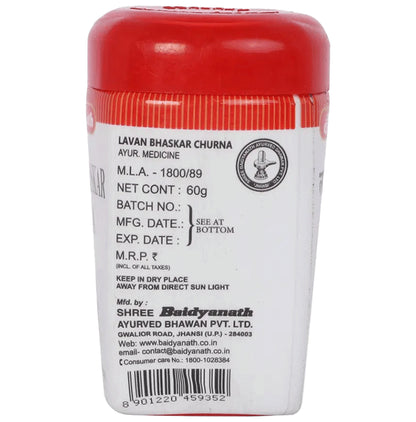 LAVAN BHASKAR CHURNA
AYUR. MEDICINE
M.L.A. - 1800/89
NET CONT : 60g
BATCH NO.:
MFG. DATE.: SEE AT
EXP. DATE : BOTTOM
M.R.P. ₹
(INCL. OF ALL TAXES)
KEEP IN DRY PLACE
AWAY FROM DIRECT SUN LIGHT
Mfd. by :
SHREE Baidyanath
AYURVED BHAWAN PVT. LTD.
GWALIOR ROAD, JHANSI (U.P.) - 284003
Web: www.baidyanath.co.in
email- contact@baidyanath.co.in
Consumer care No.: 1800-1028384
8 901220 459352